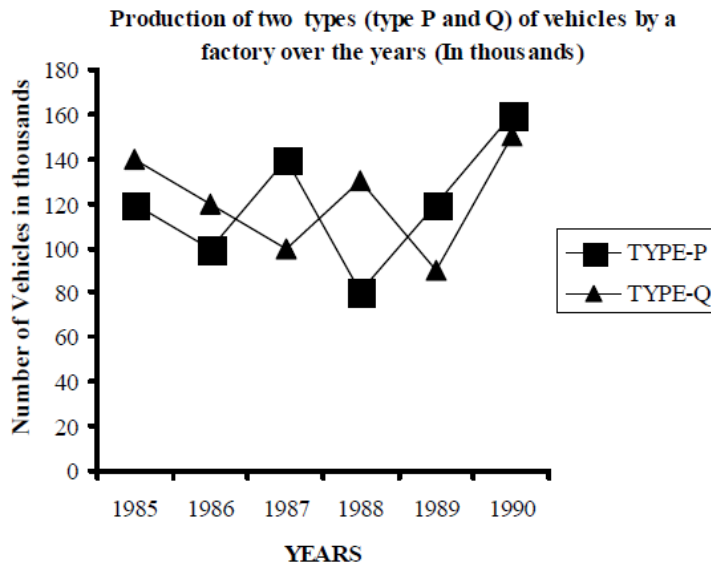 Production of two types (type P and Q) of vehicles by a
factory over the years (In thousands)
Number of Vehicles in thousands
180
160
140
120
100
80
60
40
20
0
1985 1986 1987 1988 1989 1990
YEARS
TYPE-P
TYPE-Q